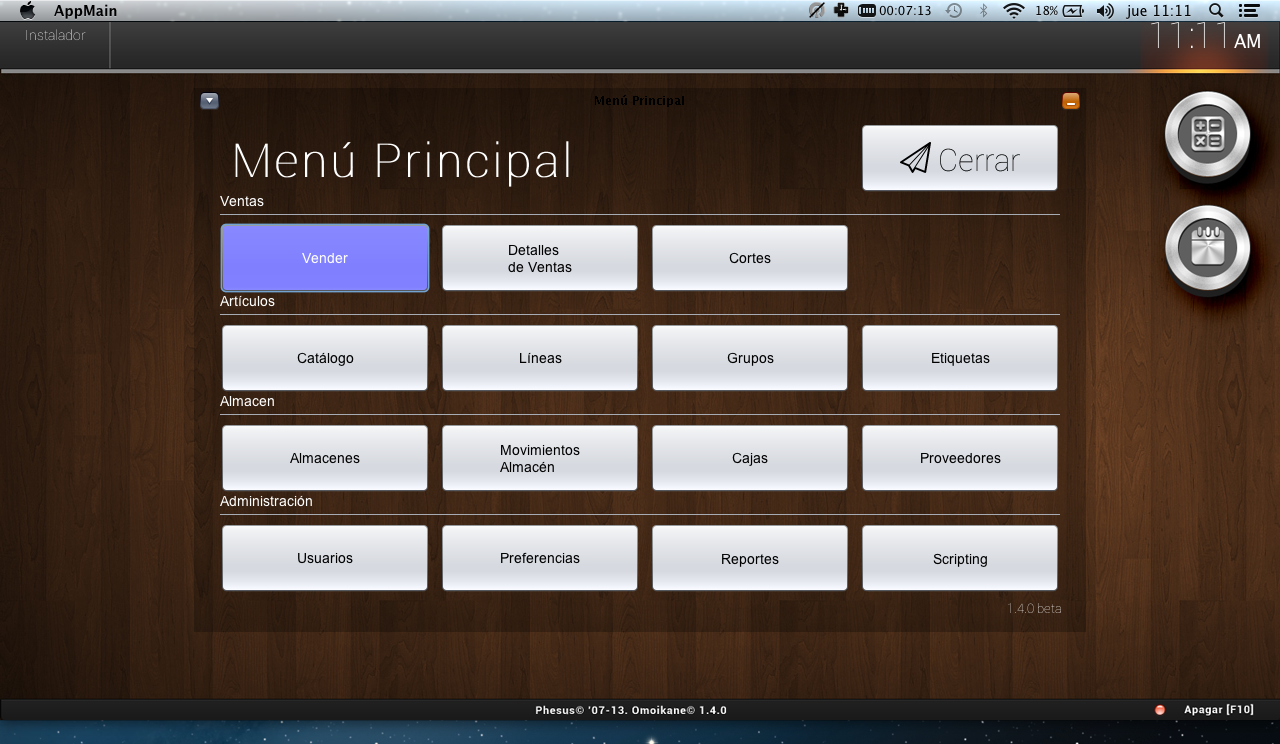 AppMain
00:07:13
18%
jue 11:11
Instalador
11:11 AM
Menú Principal
Menú Principal
Cerrar
Ventas
Vender
Detalles
de Ventas
Cortes
Artículos
Catálogo
Líneas
Grupos
Etiquetas
Almacen
Almacenes
Movimientos
Almacén
Cajas
Proveedores
Administración
Usuarios
Preferencias
Reportes
Scripting
1.4.0 beta
Phesus© '07-13. Omoikane© 1.4.0
Apagar [F10]